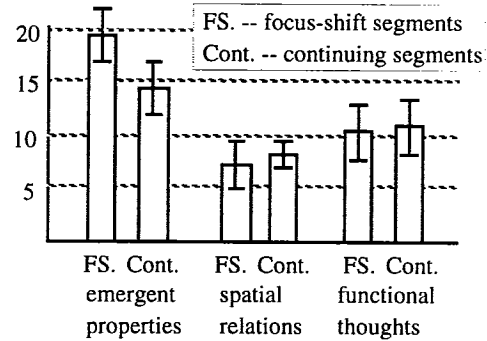 FS. -- focus-shift segments
Cont. -- continuing segments
20
15
10
5
FS. Cont. FS. Cont. FS. Cont.
emergent spatial functional
properties relations thoughts